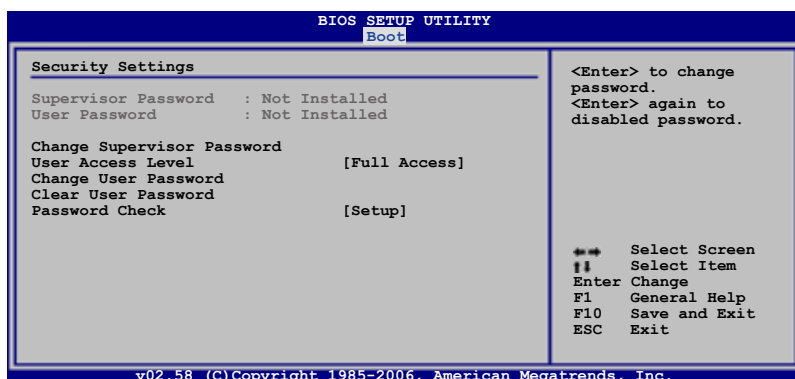 BIOS SETUP UTILITY
Boot
Security Settings
Supervisor Password : Not Installed
User Password : Not Installed
Change Supervisor Password
User Access Level [Full Access]
Change User Password
Clear User Password
Password Check [Setup]
<Enter> to change
password.
<Enter> again to
disabled password.
←→ Select Screen
↑↓ Select Item
Enter Change
F1 General Help
F10 Save and Exit
ESC Exit
v02.58 (C)Copyright 1985-2006, American Megatrends, Inc.